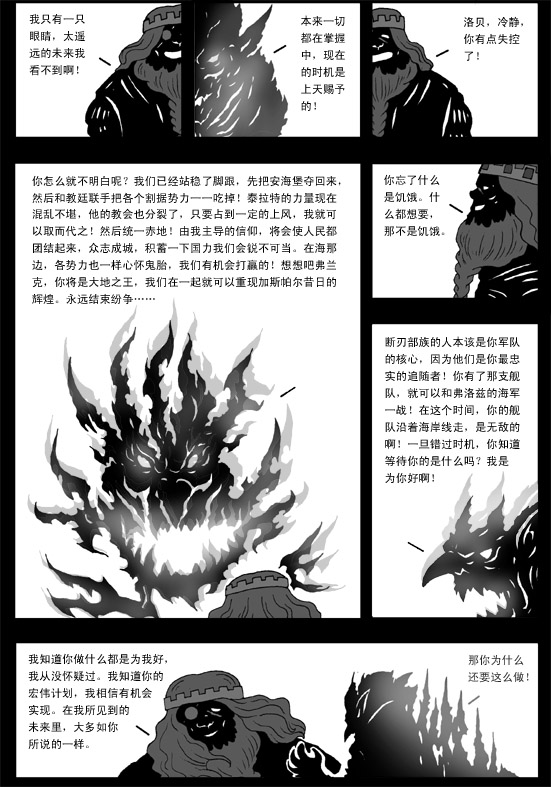 我只有一只
眼睛，太遥
远的未来我
看不到啊！
本来一切
都在掌握
中，现在
的时机是
上天赐予
的！
洛贝，冷静，
你有点失控
了！
你怎么就不明白呢？我们已经站稳了脚跟，先把安海堡夺回来，
然后和教廷联手把各个割据势力一一吃掉！泰拉特的力量现在
混乱不堪，他的教会也分裂了，只要占到一定的上风，我就可
以取而代之！然后统一赤地！由我主导的信仰，将会使人民都
团结起来，众志成城，积蓄一下国力我们会锐不可当。在海那
边，各势力也一样心怀鬼胎，我们有机会打赢的！想想吧弗兰
克，你将是大地之王，我们在一起就可以重现加斯帕尔昔日的
辉煌。永远结束纷争……
你忘了什么
是饥饿。什
么都想要，
那不是饥饿。
断刃部族的人本该是你军队
的核心，因为他们是你最忠
实的追随者！你有了那支舰
队，就可以和弗洛兹的海军
一战！在这个时间，你的舰
队沿着海岸线走，是无敌的
啊！一旦错过时机，你知道
等待你的是什么吗？我是
为你好啊！
我知道你做什么都是为我好，
我从没怀疑过。我知道你的
宏伟计划，我相信有机会
实现。在我所见到的
未来里，大多如你
所说的一样。
那你为什么
还要这么做！